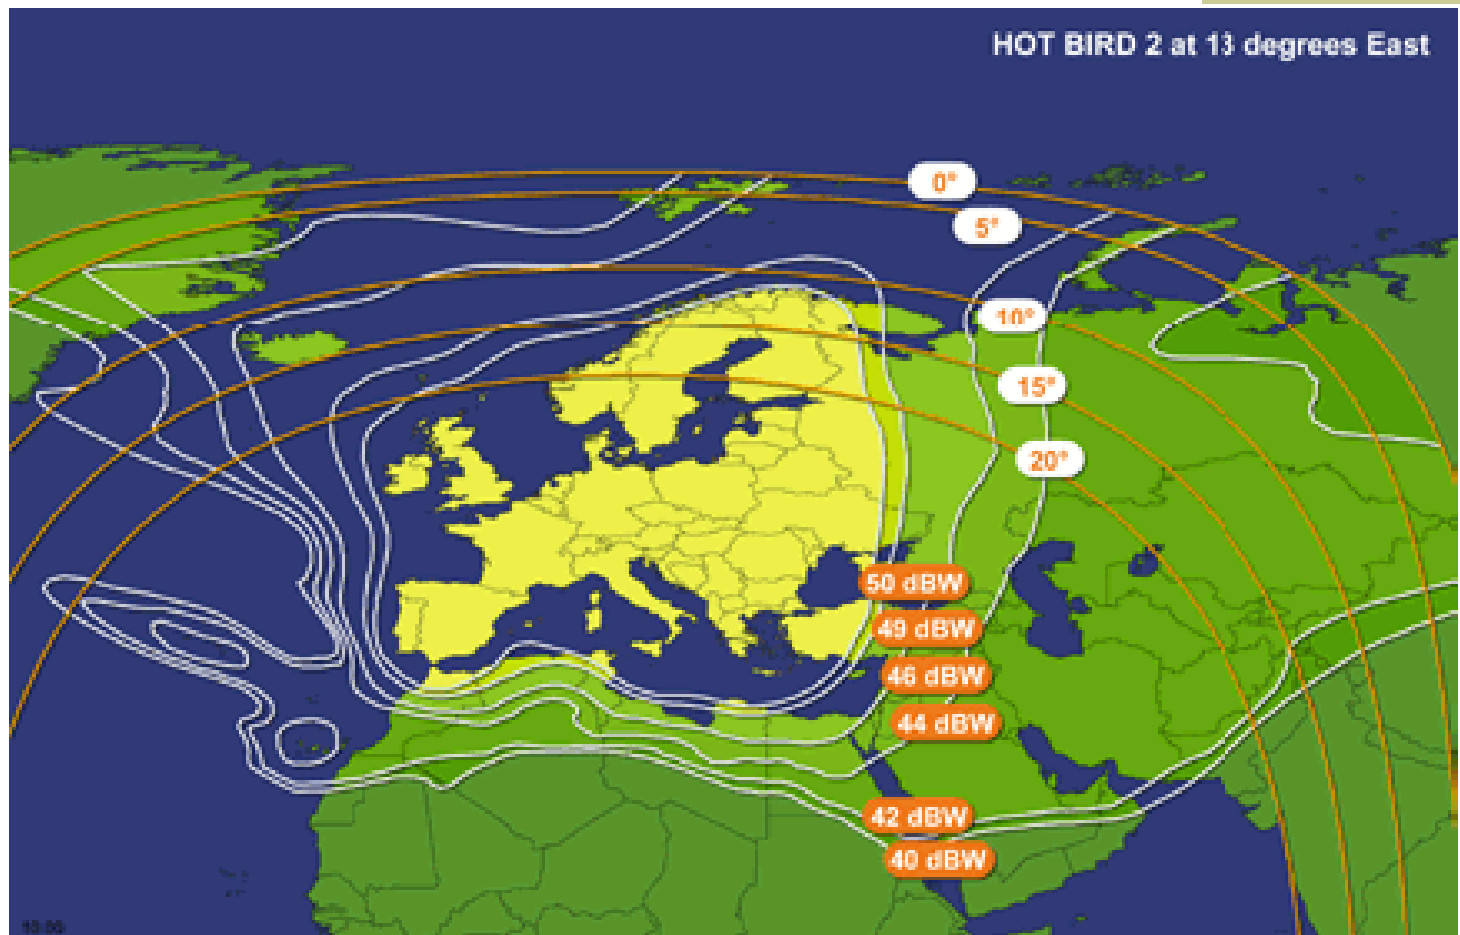 HOT BIRD 2 at 13 degrees East
0°
5°
10°
15°
20°
50 dBW
49 dBW
46 dBW
44 dBW
42 dBW
40 dBW